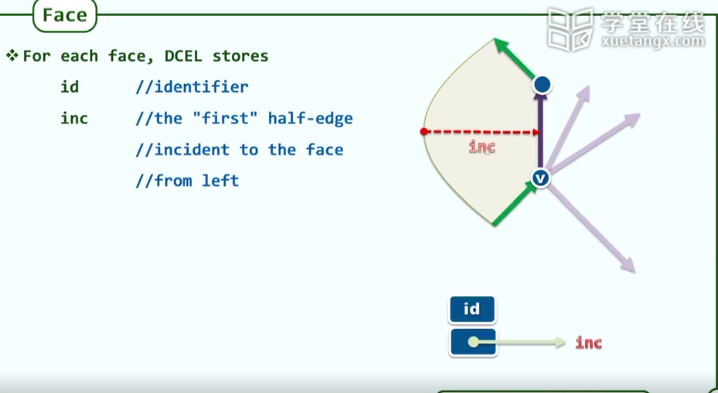 Face
学堂在线
xuetangx.com
❖For each face, DCEL stores
id //identifier
inc //the "first" half-edge
//incident to the face
//from left
inc
v
id
inc